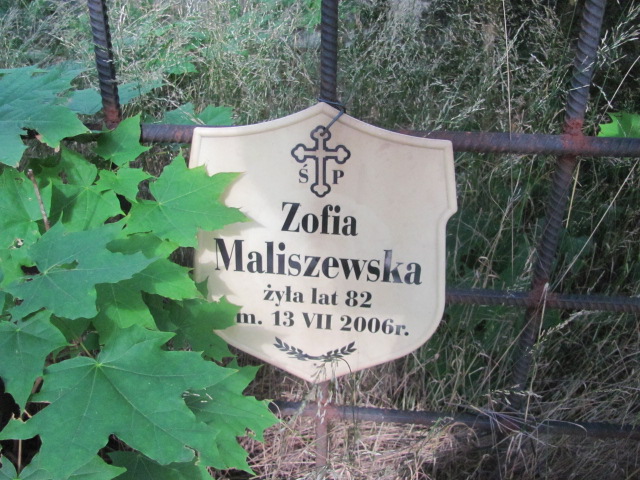 Ś P
Zofia
Maliszewska
żyła lat 82
m. 13 VII 2006r.